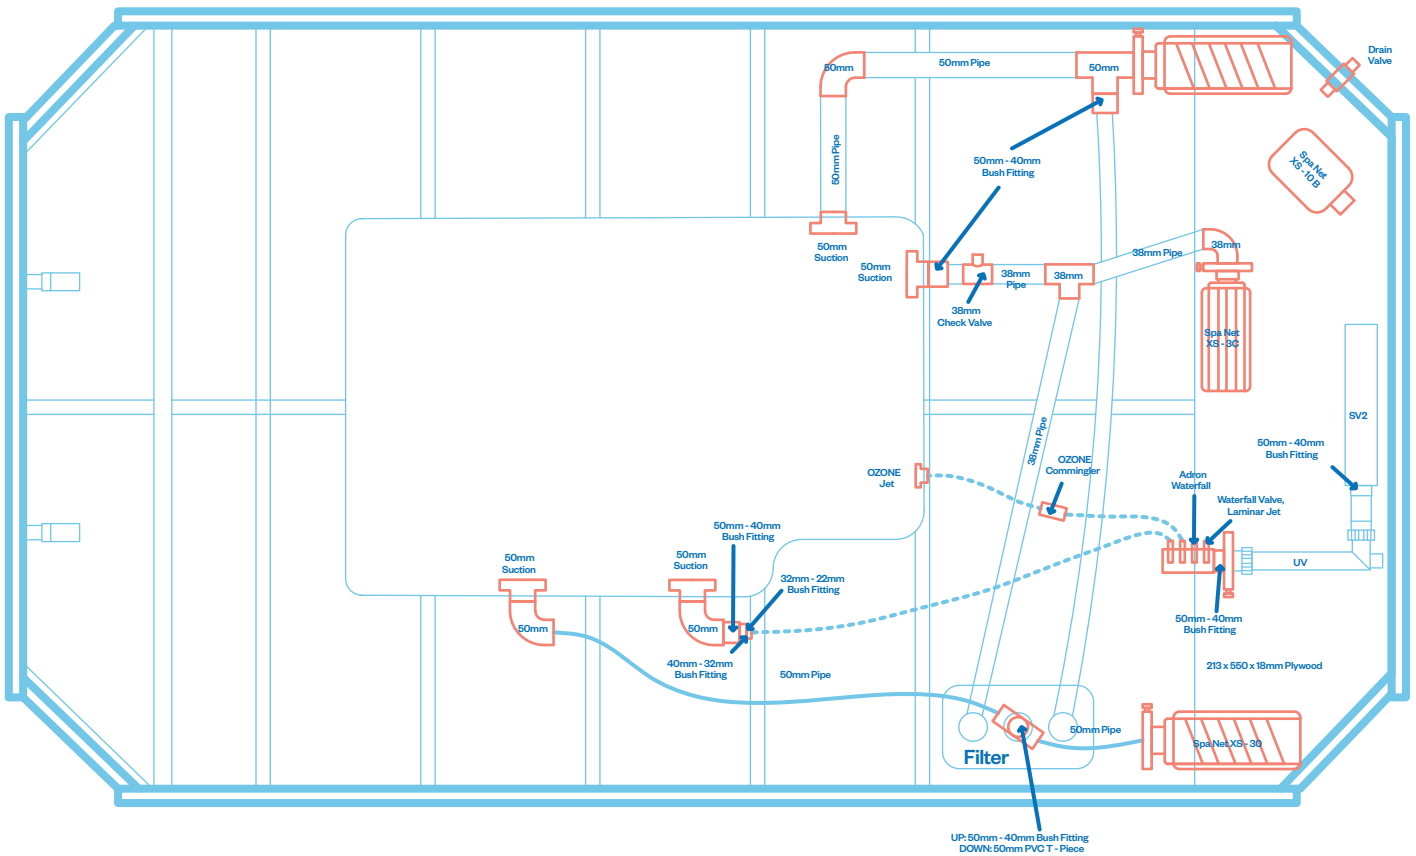 Drain
Valve
50mm
50mm Pipe
50mm
50mm Pipe
50mm - 40mm
Bush Fitting
Spa Net
XS -10 B
50mm
Suction
50mm
Suction
38mm
Pipe
38mm
38mm Pipe
38mm
38mm
Check Valve
Spa Net
XS - 3C
SV2
38mm Pipe
50mm - 40mm
Bush Fitting
OZONE
Jet
OZONE
Commingler
Adron
Waterfall
Waterfall Valve,
Laminar Jet
50mm - 40mm
Bush Fitting
50mm
Suction
50mm
Suction
32mm - 22mm
Bush Fitting
UV
50mm
50mm
50mm - 40mm
Bush Fitting
40mm - 32mm
Bush Fitting
50mm Pipe
213 x 550 x 18mm Plywood
50mm Pipe
Spa Net XS - 30
Filter
UP: 50mm - 40mm Bush Fitting
DOWN: 50mm PVC T - Piece